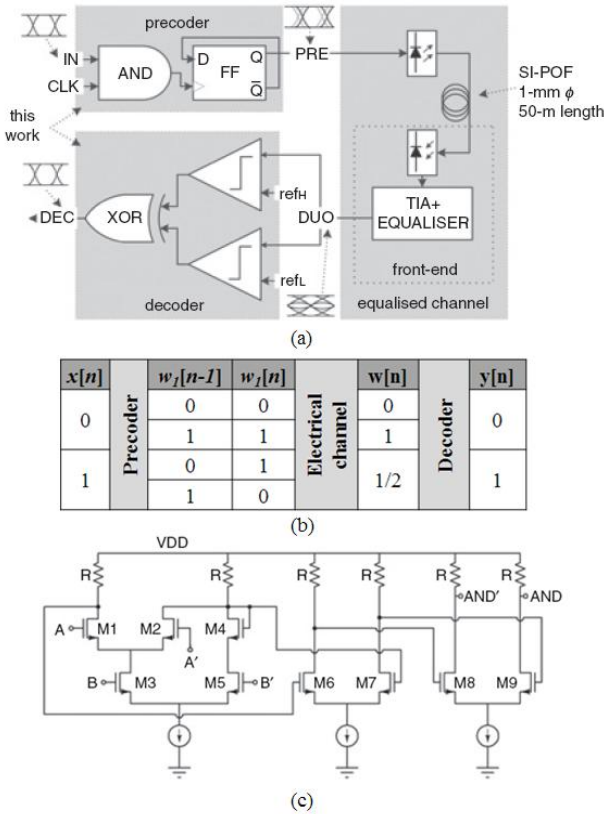 precoder
IN
CLK
AND
D Q
FF
Q̅
PRE
SI-POF
1-mm ϕ
50-m length
this
work
DEC
XOR
refH
refL
DUO
decoder
TIA+
EQUALISER
front-end
equalised channel
(a)
x[n] Precoder w1[n-1] w1[n] Electrical channel w[n] Decoder y[n]
0 0 0 0 0
1 1 1
1 0 1 1/2 1
1 0
(b)
VDD
R R R R R R
AND' AND
A M1 M2 M4
A'
B M3 M5 B' M6 M7 M8 M9
(c)